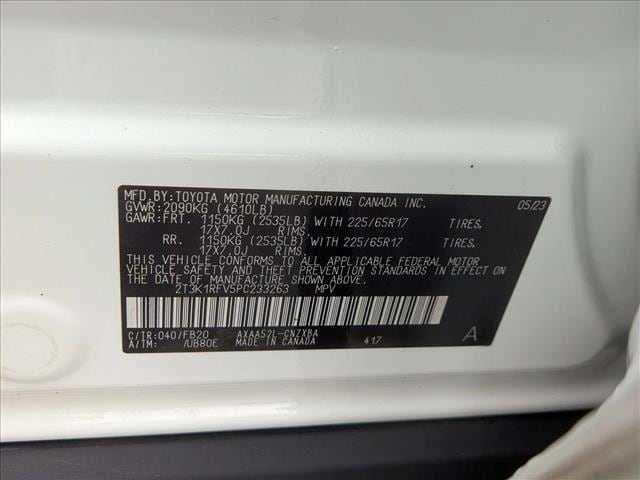 MFD. BY: TOYOTA MOTOR MANUFACTURING CANADA INC. 05/23
GVWR: 2090KG (4610LB)
GAWR: FRT. 1150KG (2535LB) WITH 225/65R17 TIRES,
17X7.0J RIMS,
RR. 1150KG (2535LB) WITH 225/65R17 TIRES,
17X7.0J RIMS,
THIS VEHICLE CONFORMS TO ALL APPLICABLE FEDERAL MOTOR
VEHICLE SAFETY AND THEFT PREVENTION STANDARDS IN EFFECT ON
THE DATE OF MANUFACTURE SHOWN ABOVE.
2T3K1RFV5PC233263 MPV
C/TR: 040/FB20 AXAA52L-CNZXBA A
A/TM: /UB80E MADE IN CANADA 417